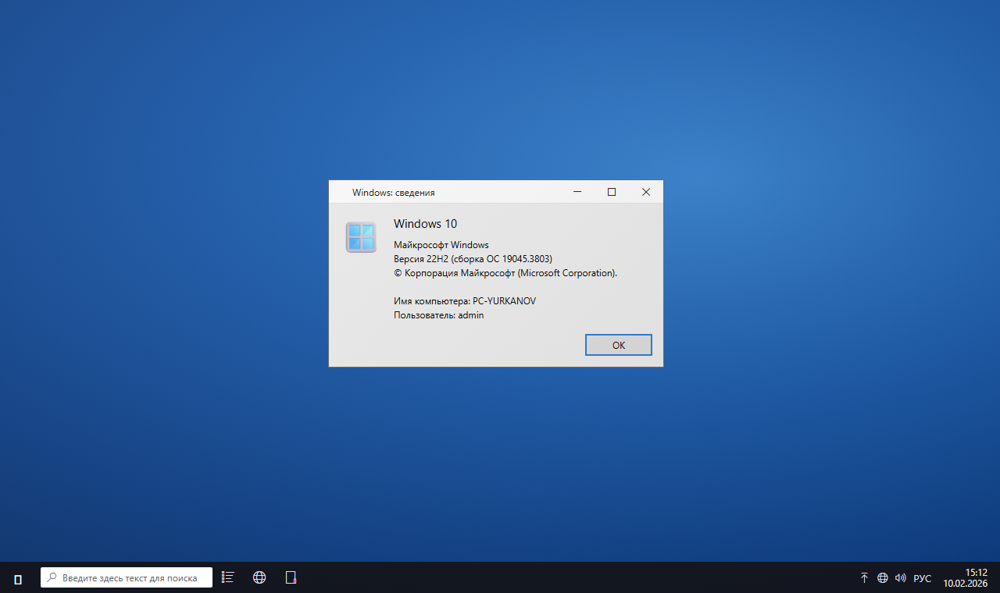 Windows: сведения
Windows 10
Майкрософт Windows
Версия 22H2 (сборка ОС 19045.3803)
© Корпорация Майкрософт (Microsoft Corporation).
Имя компьютера: PC-YURKANOV
Пользователь: admin
ОК
Введите здесь текст для поиска
РУС
15:12
10.02.2026